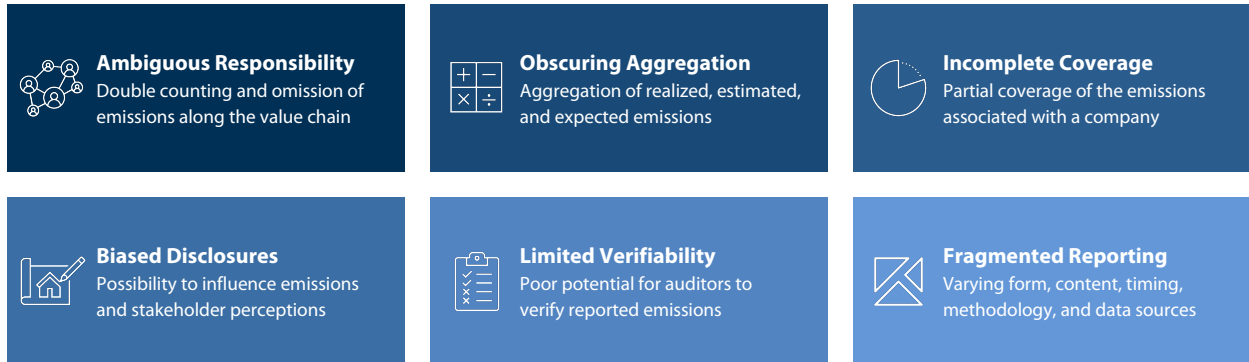 Ambiguous Responsibility
Double counting and omission of
emissions along the value chain
Obscuring Aggregation
Aggregation of realized, estimated,
and expected emissions
Incomplete Coverage
Partial coverage of the emissions
associated with a company
Biased Disclosures
Possibility to influence emissions
and stakeholder perceptions
Limited Verifiability
Poor potential for auditors to
verify reported emissions
Fragmented Reporting
Varying form, content, timing,
methodology, and data sources